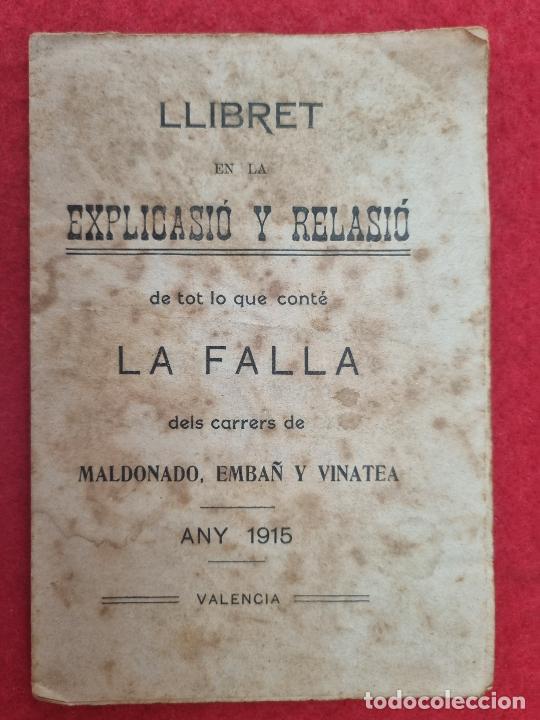 LLIBRET
EN LA
EXPLICASIÓ Y RELASIÓ
de tot lo que conté
LA FALLA
dels carrers de
MALDONADO, EMBAÑ Y VINATEA
ANY 1915
VALENCIA
todocoleccion